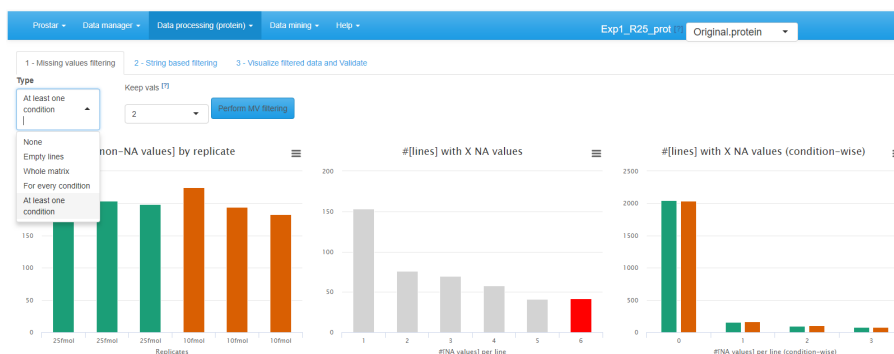 Prostar Data manager Data processing (protein) Data mining Help Exp1_R25_prot [?] Original.protein
1 - Missing values filtering 2 - String based filtering 3 - Visualize filtered data and Validate
Type
Keep vals [?]
At least one
condition
2
Perform MV filtering
None
Empty lines
Whole matrix
For every condition
At least one
condition
non-NA values] by replicate
150
100
50
0
25fmol 25fmol 25fmol 10fmol 10fmol 10fmol
Replicates
#[lines] with X NA values
200
150
100
50
0
1 2 3 4 5 6
#[NA values] per line
#[lines] with X NA values (condition-wise)
2500
2000
1500
1000
500
0
0 1 2 3
#[NA values] per line (condition-wise)